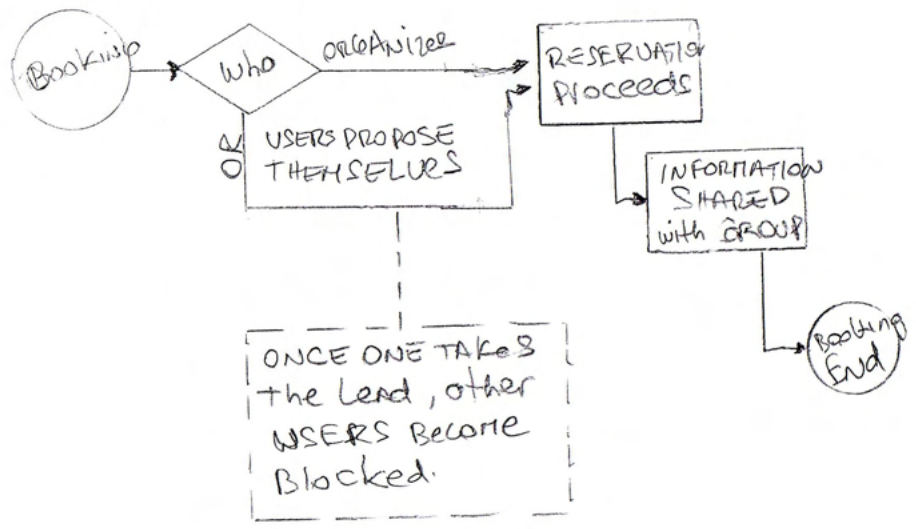 Booking
Who
ORGANizer
OR
USERS PROPOSE
THEMSELVES
RESERVATION
Proceeds
INFORMATION
SHARED
with GROUP
Booking
End
ONCE ONE TAKES
the Lead, other
USERS Become
Blocked.